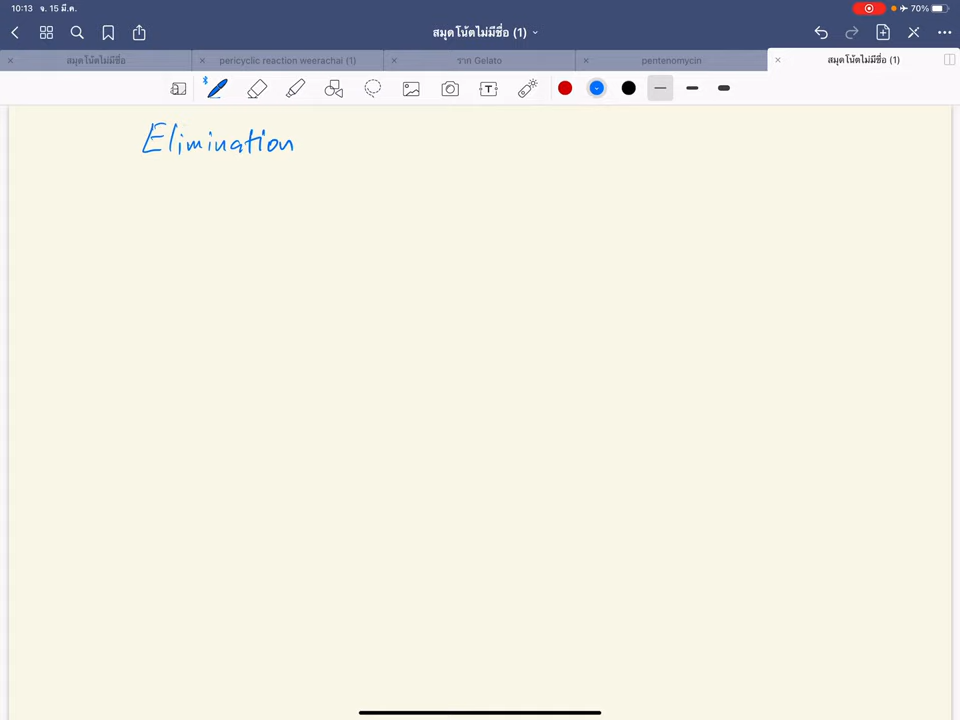 10:13 จ. 15 มี.ค. 70%
สมุดโน้ตไม่มีชื่อ (1)
สมุดโน้ตไม่มีชื่อ pericyclic reaction weerachai (1) ราก Gelato pentenomycin สมุดโน้ตไม่มีชื่อ (1)
T
Elimination